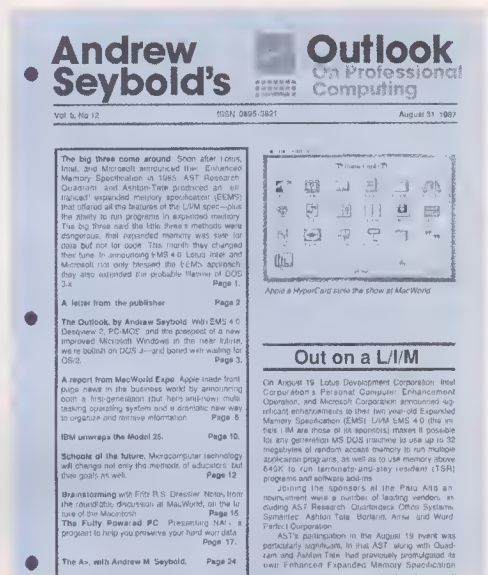 Andrew
Seybold's
Outlook
On Professional
Computing
Vol 5, No 12
ISSN 0895-0921
August 31 1987
The big three come around Soon after Lotus,
Intel, and Microsoft announced their Enhanced
Memory Specification in 1985 AST Research
Quadram and Ashton-Tate produced an en-
hanced expanded memory specification (EEMS)
that offered all the features of the L/I/M spec—plus
the ability to run programs in expanded memory
The big three said the little three's methods were
dangerous, that expanded memory was safe for
data but not for code This month they changed
their tune In announcing EMS 4.0 Lotus Intel and
Microsoft not only blessed the EEMS approach,
they also extended the probable lifetime of DOS
3.x
Page 1.
A letter from the publisher Page 2
The Outlook, by Andrew Seybold With EMS 4.0
Desqview 2, PC-MOS, and the prospect of a new
improved Microsoft Windows in the near future,
we're bullish on DOS 3—and bored with waiting for
OS/2. Page 3.
A report from MacWorld Expo Apple made front
page news in the business world by announcing
both a first-generation (but here-and-now) multi-
tasking operating system and a dramatic new way
to organize and retrieve information Page 6
IBM unwraps the Model 25. Page 10.
Schools of the future. Microcomputer technology
will change not only the methods of educators, but
their goals as well. Page 12
Brainstorming with Fritz R.S. Dressler Notes from
the roundtable discussion at MacWorld, on the fu-
ture of the Macintosh Page 16
The Fully Powered PC Presenting a
program to help you preserve your hard won data
Page 17.
The A>, with Andrew M Seybold. Page 24
Home Card
Apple's HyperCard stole the show at MacWorld
Out on a L/I/M
On August 19 Lotus Development Corporation Intel
Corporation's Personal Computer Enhancement
Operation, and Microsoft Corporation announced sig-
nificant enhancements to their two year-old Expanded
Memory Specification (EMS) L/I/M EMS 4.0 (the ini-
tials LIM are those of its sponsors) makes it possible
for any generation MS DOS machine to use up to 32
megabytes of random access memory to run multiple
application programs, as well as to use memory above
640K to run terminate-and-stay resident (TSR)
programs and software add-ins
Joining the sponsors at the Palo Alto an-
nouncement were a number of leading vendors, in-
cluding AST Research Quarterdeck Office Systems
Symantec Ashton Tate Borland, Ansa and Word
Perfect Corporation
AST's participation in the August 19 event was
particularly significant, in that AST along with Quad-
ram and Ashton Tate had previously promulgated its
own Enhanced Expanded Memory Specification